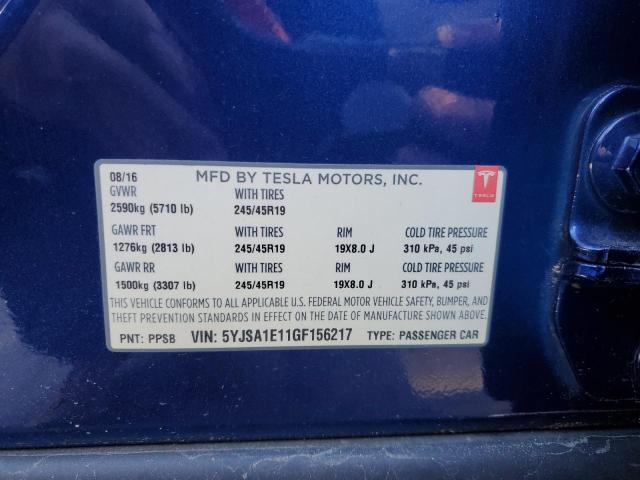 08/16 MFD BY TESLA MOTORS, INC.
GVWR WITH TIRES
2590kg (5710 lb) 245/45R19
TESLA
GAWR FRT WITH TIRES RIM COLD TIRE PRESSURE
1276kg (2813 lb) 245/45R19 19X8.0 J 310 kPa, 45 psi
GAWR RR WITH TIRES RIM COLD TIRE PRESSURE
1500kg (3307 lb) 245/45R19 19X8.0 J 310 kPa, 45 psi
THIS VEHICLE CONFORMS TO ALL APPLICABLE U.S. FEDERAL MOTOR VEHICLE SAFETY, BUMPER, AND
THEFT PREVENTION STANDARDS IN EFFECT ON THE DATE OF MANUFACTURE SHOWN ABOVE.
PNT: PPSB VIN: 5YJSA1E11GF156217 TYPE: PASSENGER CAR